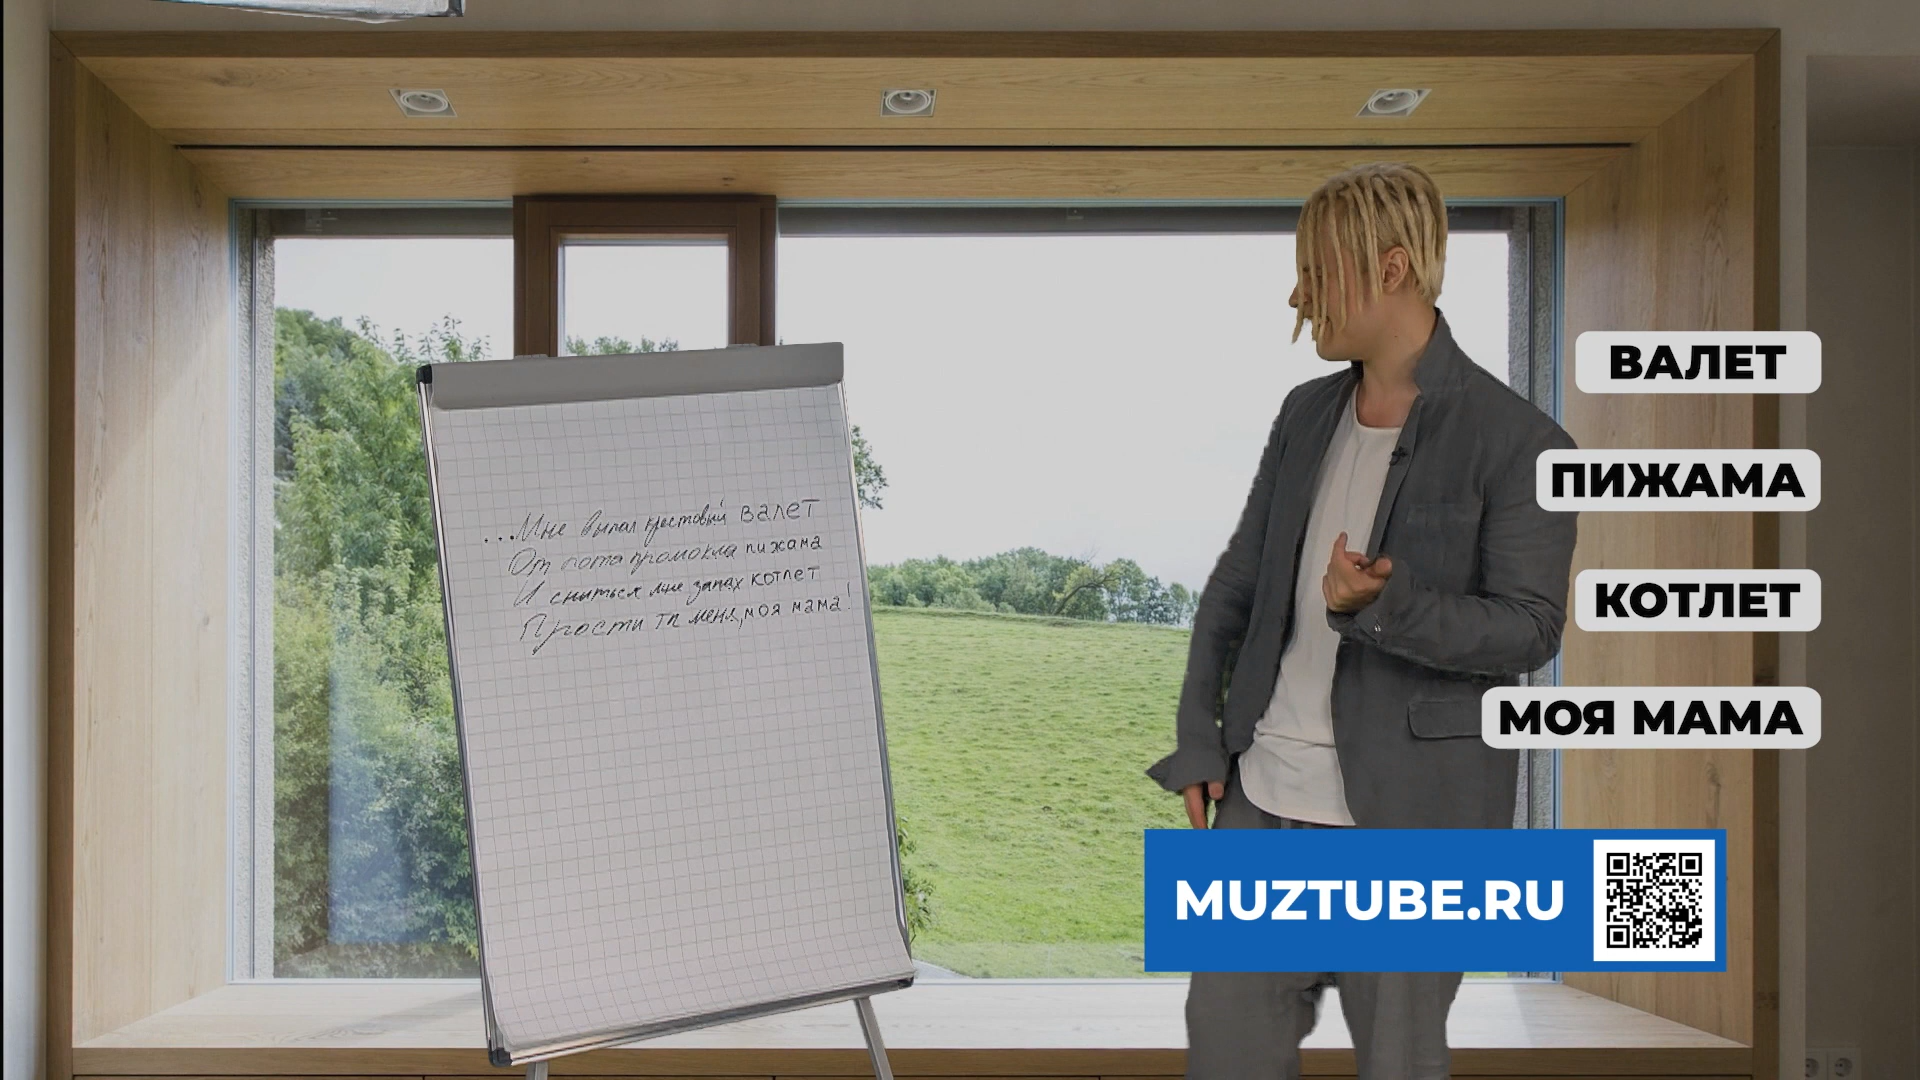 ...Мне выпал крестовый валет
От пота промокла пижама
И сниться мне запах котлет
Прости ты меня, моя мама!
ВАЛЕТ
ПИЖАМА
КОТЛЕТ
МОЯ МАМА
MUZTUBE.RU